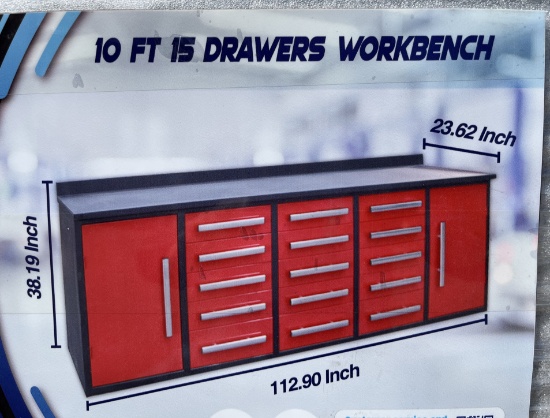 10 FT 15 DRAWERS WORKBENCH
23.62 Inch
38.19 Inch
112.90 Inch